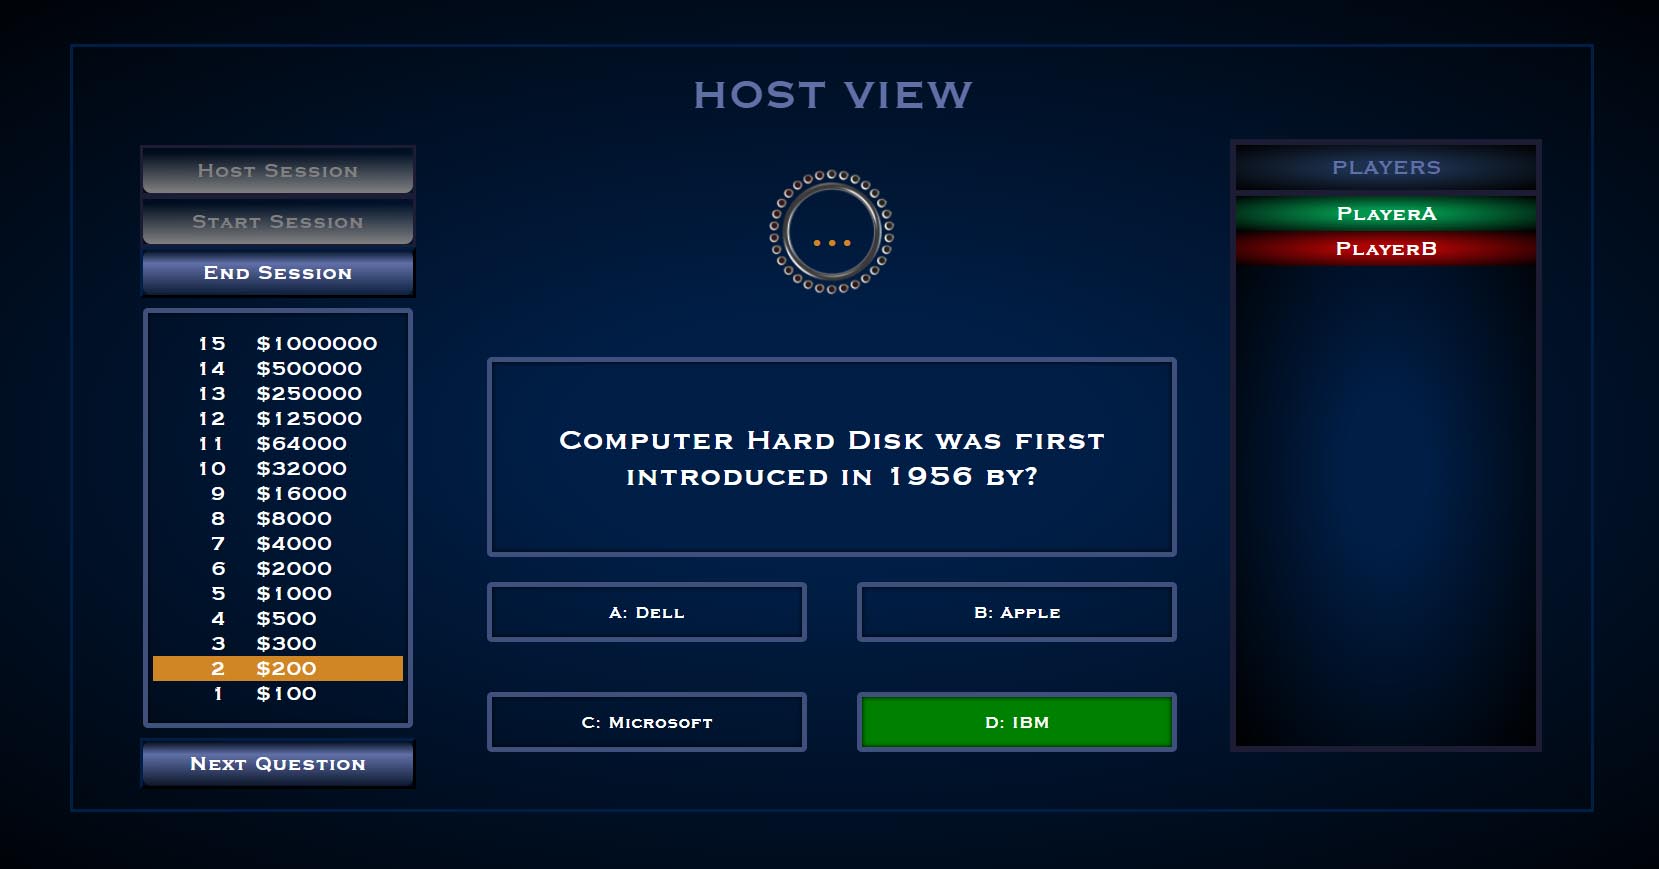 HOST VIEW
Host Session
Start Session
End Session
15 $1000000
14 $500000
13 $250000
12 $125000
11 $64000
10 $32000
9 $16000
8 $8000
7 $4000
6 $2000
5 $1000
4 $500
3 $300
2 $200
1 $100
Next Question
...
Computer Hard Disk was first
introduced in 1956 by?
A: Dell
B: Apple
C: Microsoft
D: IBM
PLAYERS
PlayerA
PlayerB